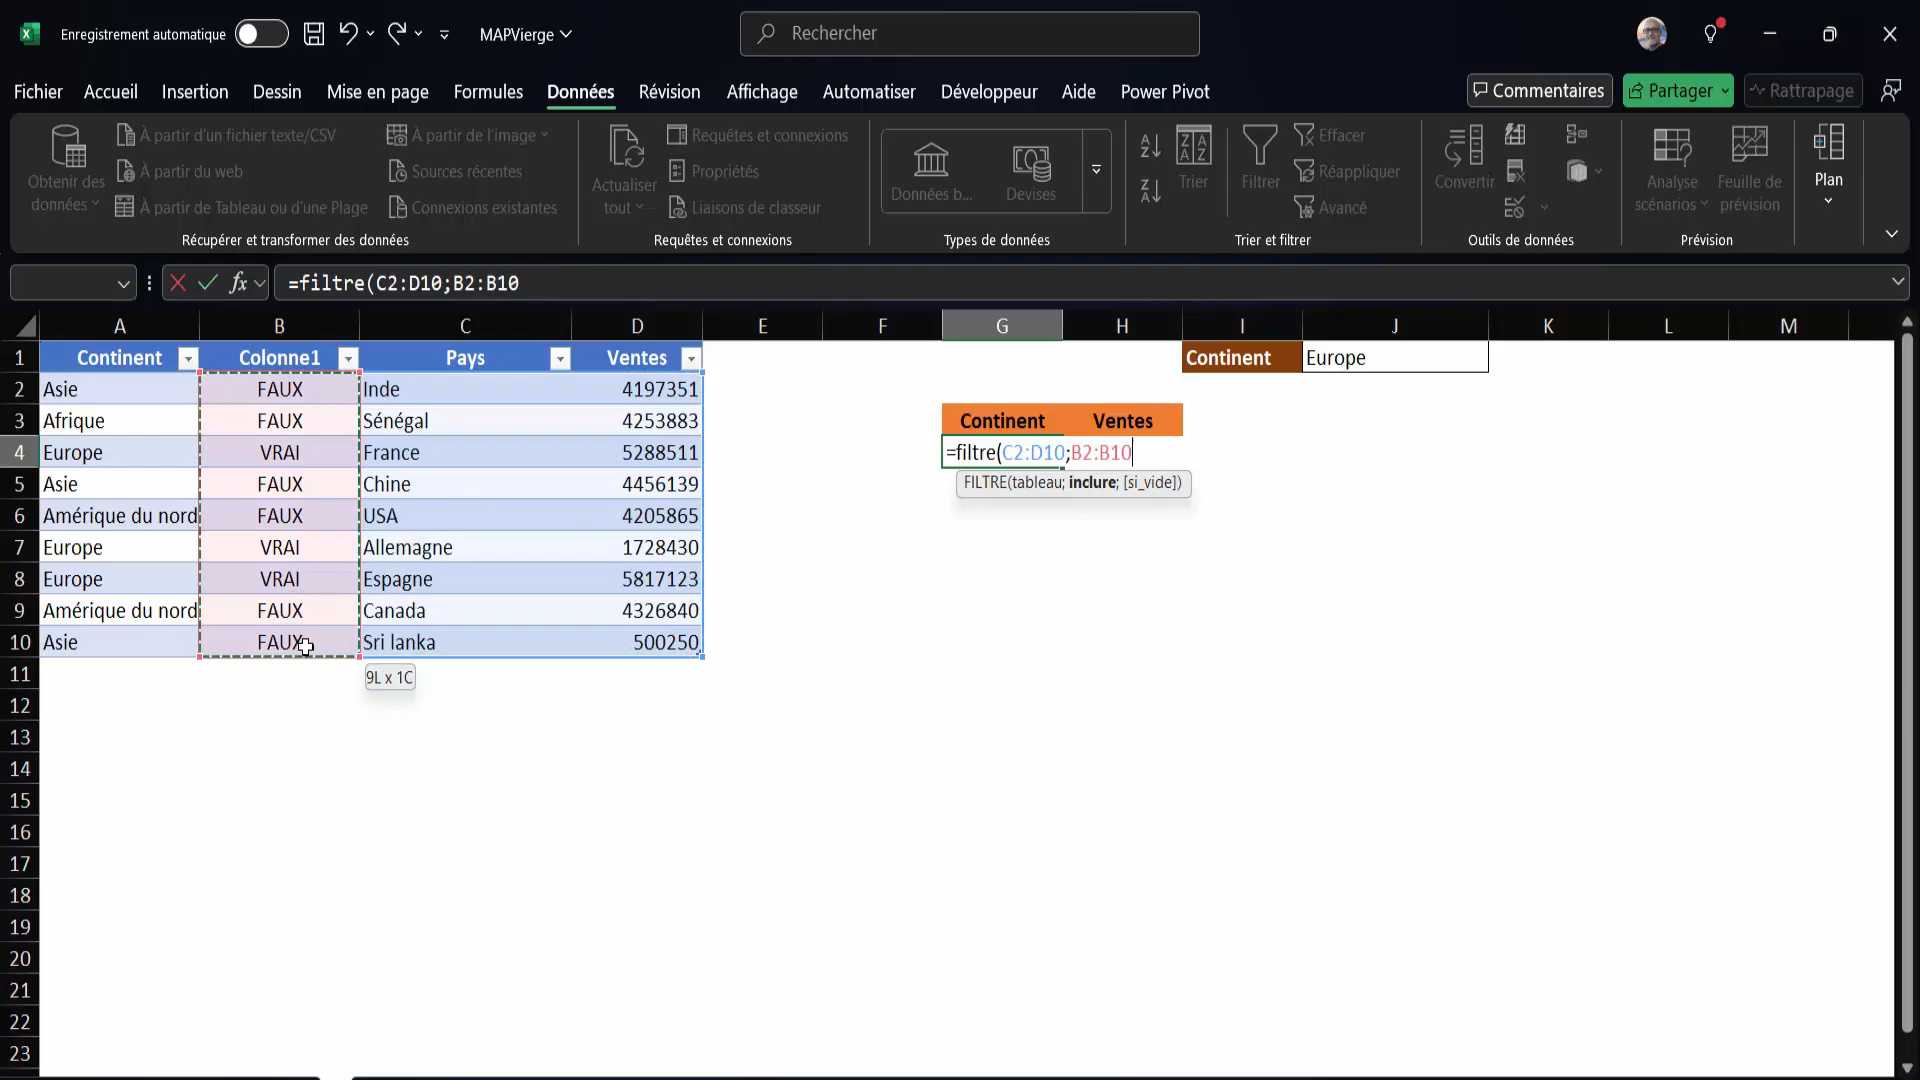 Enregistrement automatique
MAPVierge
Rechercher
Fichier Accueil Insertion Dessin Mise en page Formules Données Révision Affichage Automatiser Développeur Aide Power Pivot
Commentaires Partager Rattrapage
Obtenir des données
À partir d'un fichier texte/CSV
À partir du web
À partir de Tableau ou d'une Plage
À partir de l'image
Sources récentes
Connexions existantes
Récupérer et transformer des données
Actualiser tout
Requêtes et connexions
Propriétés
Liaisons de classeur
Requêtes et connexions
Données b... Devises
Types de données
Trier
Filtrer
Effacer
Réappliquer
Avancé
Trier et filtrer
Convertir
Outils de données
Analyse scénarios
Feuille de prévision
Prévision
Plan
fx =filtre(C2:D10;B2:B10
A B C D E F G H I J K L M
1 Continent Colonne1 Pays Ventes Continent Europe
2 Asie FAUX Inde 4197351
3 Afrique FAUX Sénégal 4253883 Continent Ventes
4 Europe VRAI France 5288511 =filtre(C2:D10;B2:B10
5 Asie FAUX Chine 4456139 FILTRE(tableau; inclure; [si_vide])
6 Amérique du nord FAUX USA 4205865
7 Europe VRAI Allemagne 1728430
8 Europe VRAI Espagne 5817123
9 Amérique du nord FAUX Canada 4326840
10 Asie FAUX Sri lanka 500250
11 9L x 1C
12
13
14
15
16
17
18
19
20
21
22
23